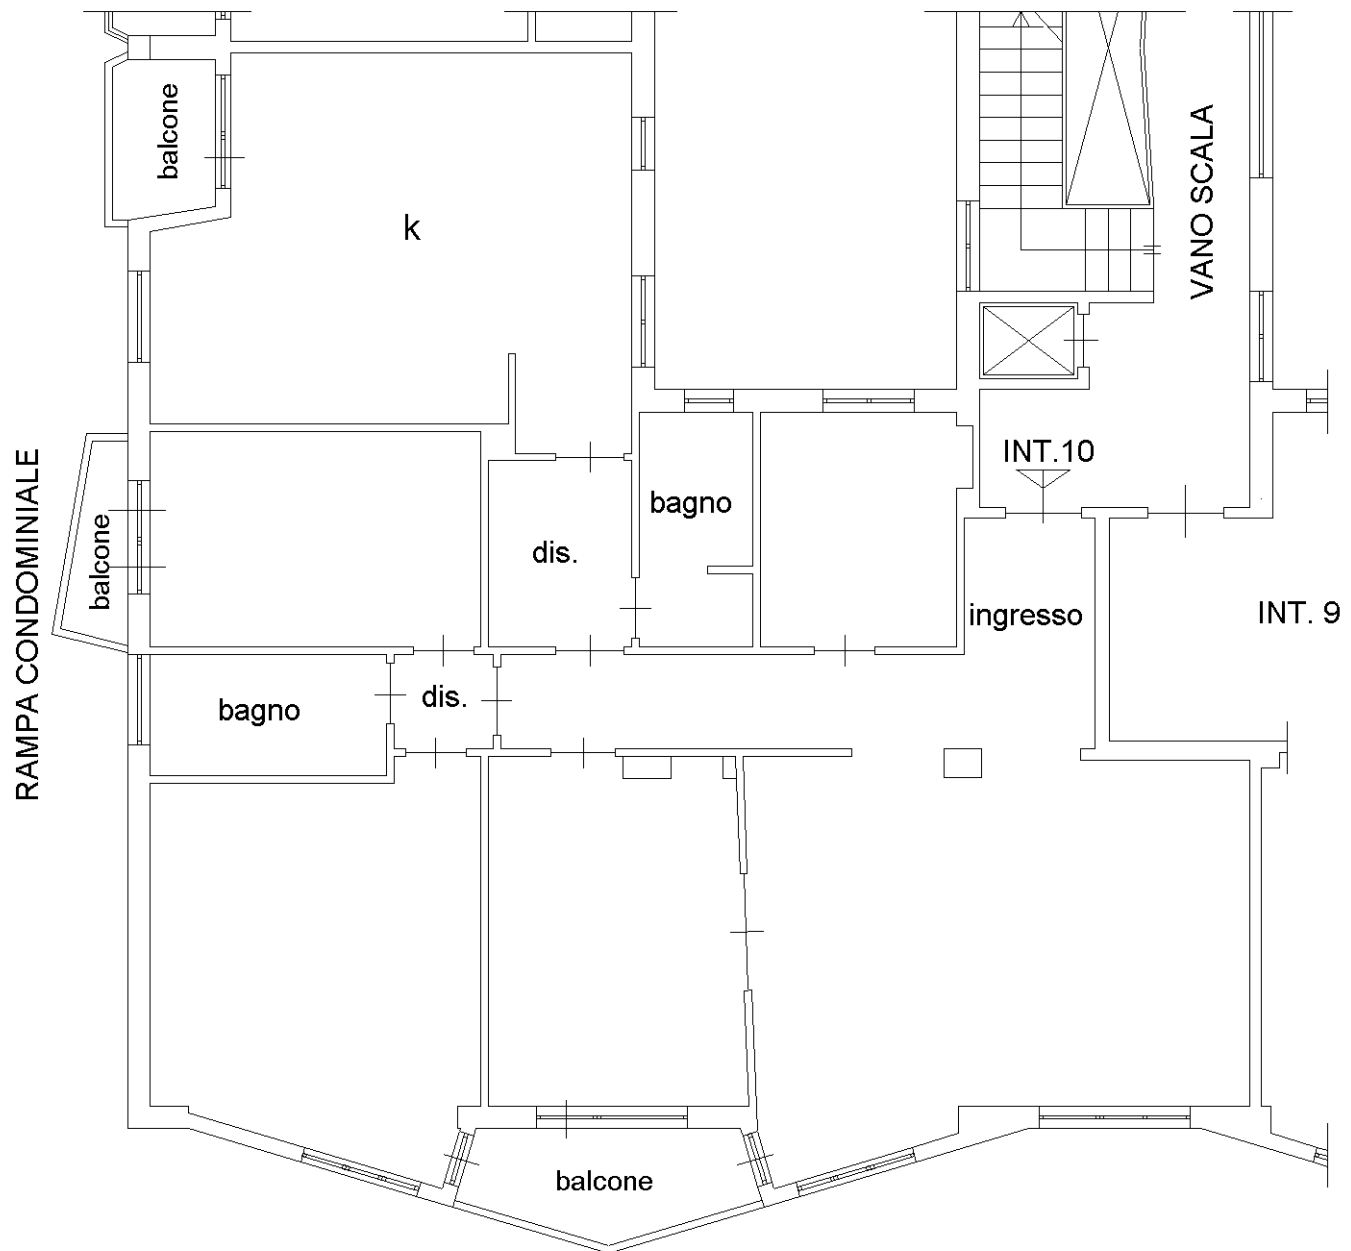 balcone
k
VANO SCALA
INT.10
RAMPA CONDOMINIALE
balcone
dis.
bagno
ingresso
INT. 9
bagno
dis.
balcone